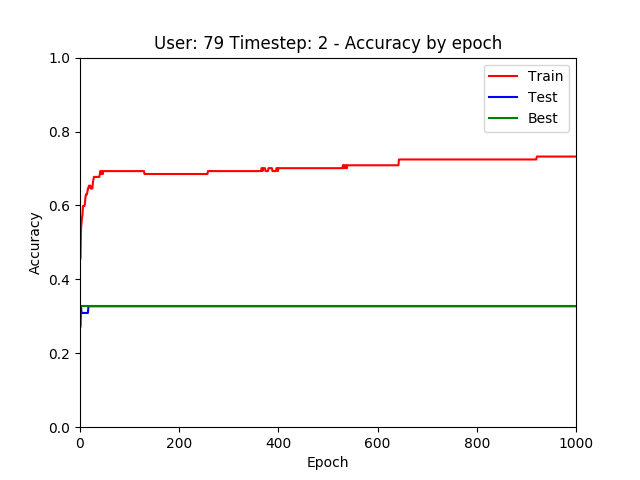 User: 79 Timestep: 2 - Accuracy by epoch
1.0
0.8
0.6
0.4
0.2
0.0
Accuracy
Train
Test
Best
0 200 400 600 800 1000
Epoch